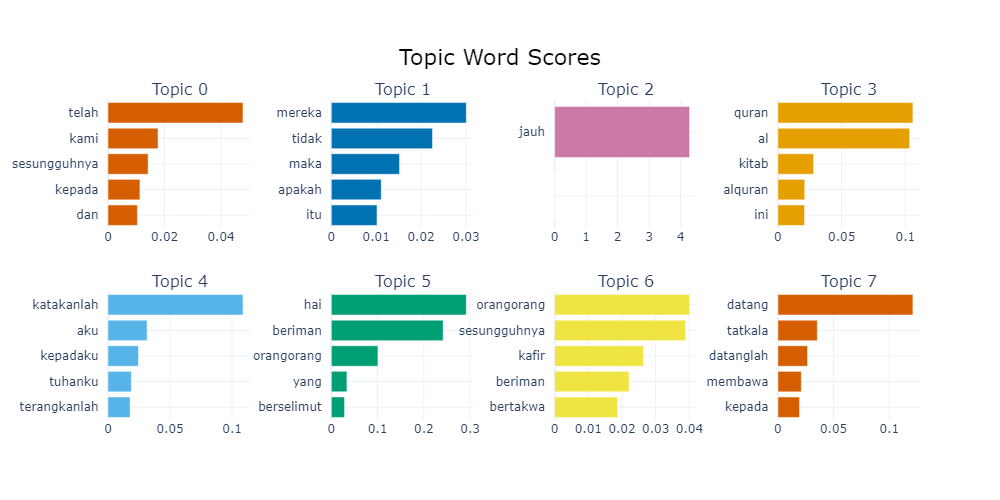 Topic Word Scores
Topic 0
telah
kami
sesungguhnya
kepada
dan
0 0.02 0.04
Topic 1
mereka
tidak
maka
apakah
itu
0 0.01 0.02 0.03
Topic 2
jauh
0 1 2 3 4
Topic 3
quran
al
kitab
alquran
ini
0 0.05 0.1
Topic 4
katakanlah
aku
kepadaku
tuhanku
terangkanlah
0 0.05 0.1
Topic 5
hai
beriman
orangorang
yang
berselimut
0 0.1 0.2 0.3
Topic 6
orangorang
sesungguhnya
kafir
beriman
bertakwa
0 0.01 0.02 0.03 0.04
Topic 7
datang
tatkala
datanglah
membawa
kepada
0 0.05 0.1